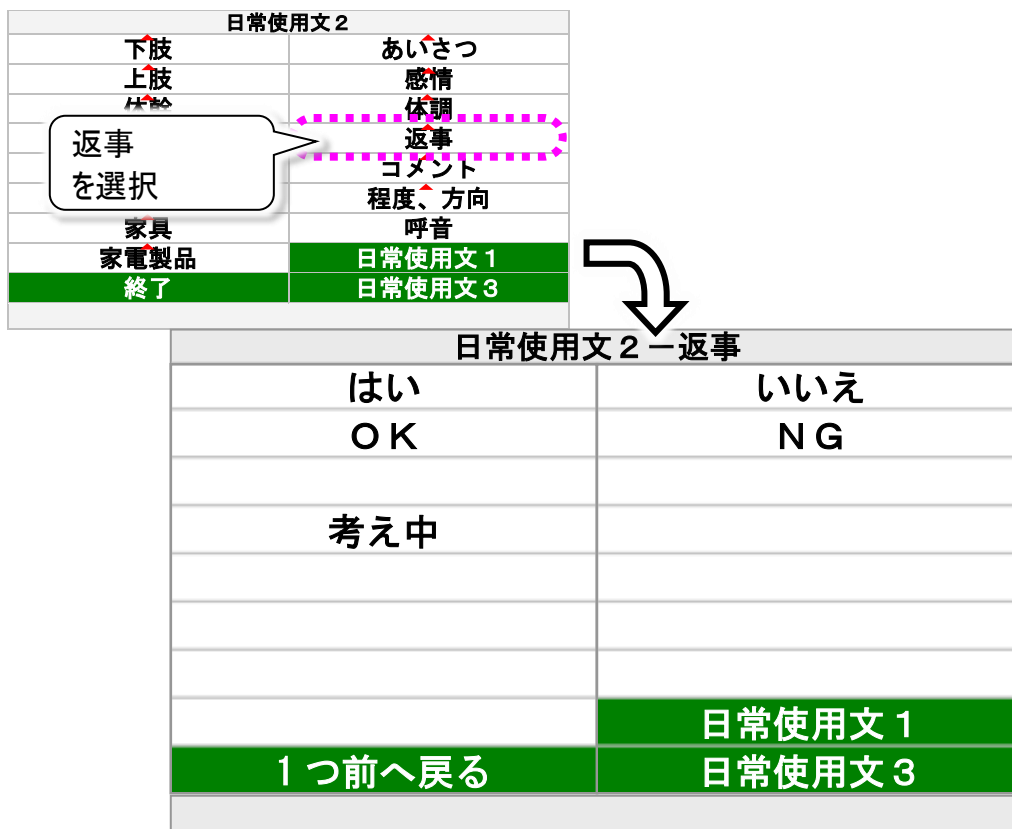 日常使用文２
下肢 あいさつ
上肢 感情
体幹 体調
返事
を選択
返事
コメント
程度、方向
家具 呼音
家電製品 日常使用文１
終了 日常使用文３
日常使用文２－返事
はい いいえ
ＯＫ ＮＧ
考え中
日常使用文１
１つ前へ戻る 日常使用文３